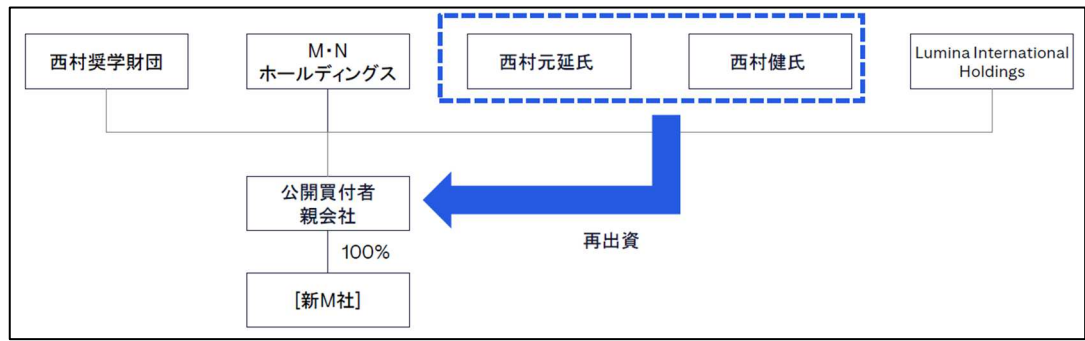 西村奨学財団
M・N
ホールディングス
西村元延氏
西村健氏
Lumina International
Holdings
公開買付者
親会社
再出資
100%
[新M社]